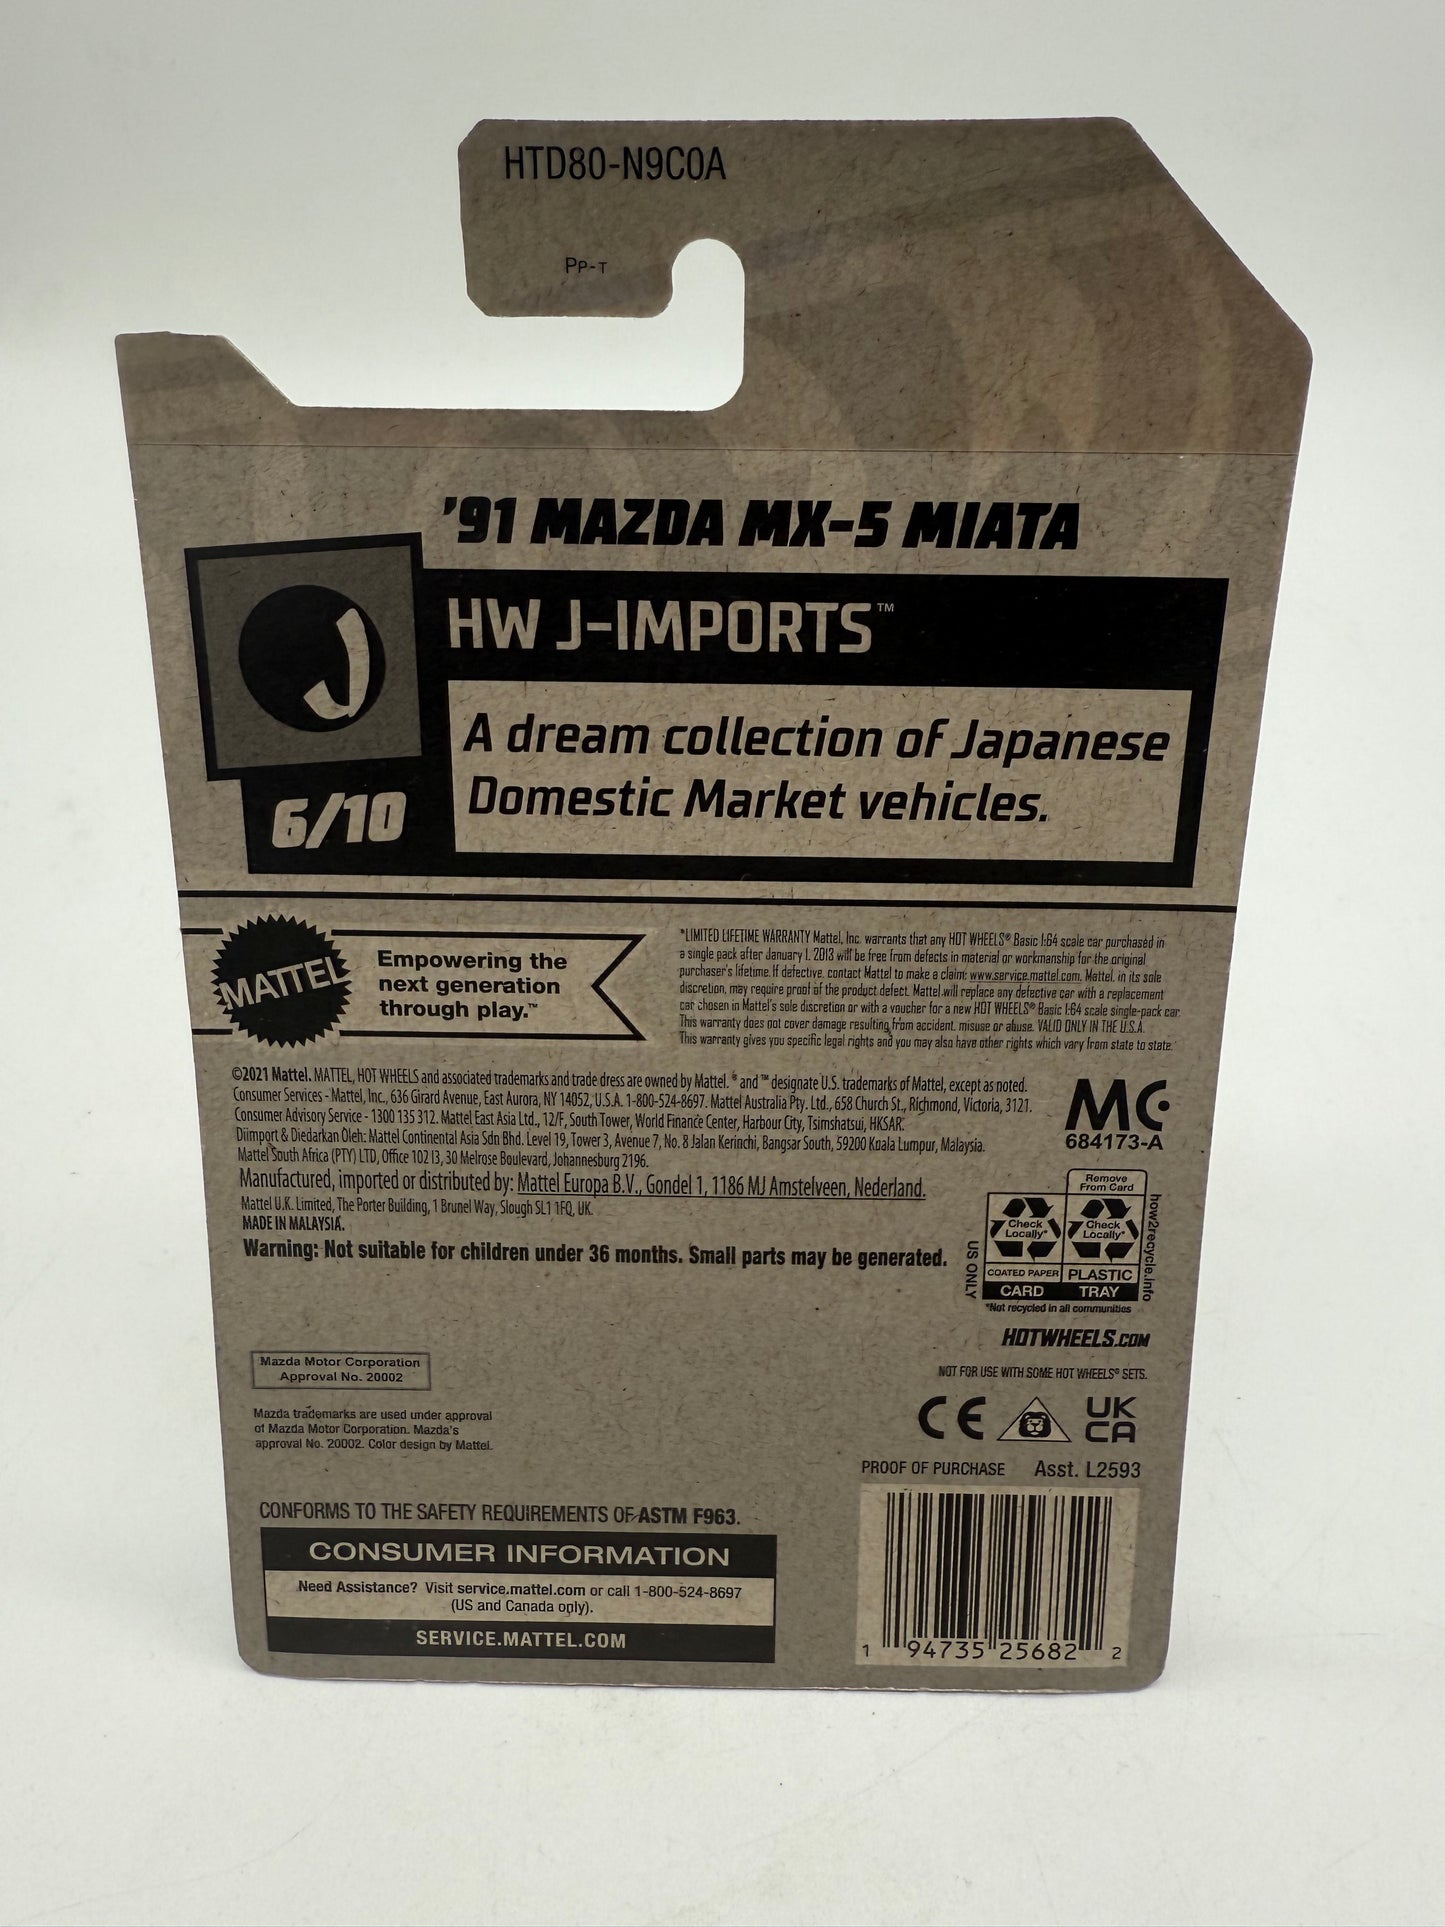 HTD80-N9C0A
PP-T
'91 MAZDA MX-5 MIATA
J
HW J-IMPORTS™
A dream collection of Japanese
Domestic Market vehicles.
6/10
MATTEL
Empowering the
next generation
through play.™
*LIMITED LIFETIME WARRANTY Mattel, Inc. warrants that any HOT WHEELS® Basic 1:64 scale car purchased in
a single pack after January 1, 2013 will be free from defects in material or workmanship for the original
purchaser's lifetime. If defective, contact Mattel to make a claim: www.service.mattel.com. Mattel, in its sole
discretion, may require proof of the product defect. Mattel will replace any defective car with a replacement
car chosen in Mattel's sole discretion or with a voucher for a new HOT WHEELS® Basic 1:64 scale single-pack car.
This warranty does not cover damage resulting from accident, misuse or abuse. VALID ONLY IN THE U.S.A.
This warranty gives you specific legal rights and you may also have other rights which vary from state to state.
©2021 Mattel. MATTEL, HOT WHEELS and associated trademarks and trade dress are owned by Mattel. ® and ™ designate U.S. trademarks of Mattel, except as noted.
Consumer Services - Mattel, Inc., 636 Girard Avenue, East Aurora, NY 14052, U.S.A. 1-800-524-8697. Mattel Australia Pty. Ltd., 658 Church St., Richmond, Victoria, 3121.
Consumer Advisory Service - 1300 135 312. Mattel East Asia Ltd., 12/F, South Tower, World Finance Center, Harbour City, Tsimshatsui, HKSAR.
Diimport & Diedarkan Oleh: Mattel Continental Asia Sdn Bhd. Level 19, Tower 3, Avenue 7, No. 8 Jalan Kerinchi, Bangsar South, 59200 Kuala Lumpur, Malaysia.
Mattel South Africa (PTY) LTD, Office 102 I3, 30 Melrose Boulevard, Johannesburg 2196.
Manufactured, imported or distributed by: Mattel Europa B.V., Gondel 1, 1186 MJ Amstelveen, Nederland.
Mattel U.K. Limited, The Porter Building, 1 Brunel Way, Slough SL1 1FQ, UK.
MADE IN MALAYSIA.
Warning: Not suitable for children under 36 months. Small parts may be generated.
MC
684173-A
Remove
From Card
Check
Locally*
Check
Locally*
COATED PAPER
PLASTIC
CARD
TRAY
US ONLY
how2recycle.info
*Not recycled in all communities
HOTWHEELS.COM
NOT FOR USE WITH SOME HOT WHEELS® SETS.
CE
UK
CA
Mazda Motor Corporation
Approval No. 20002
Mazda trademarks are used under approval
of Mazda Motor Corporation. Mazda's
approval No. 20002. Color design by Mattel.
PROOF OF PURCHASE Asst. L2593
CONFORMS TO THE SAFETY REQUIREMENTS OF ASTM F963.
CONSUMER INFORMATION
Need Assistance? Visit service.mattel.com or call 1-800-524-8697
(US and Canada only).
SERVICE.MATTEL.COM
1 94735 25682 2